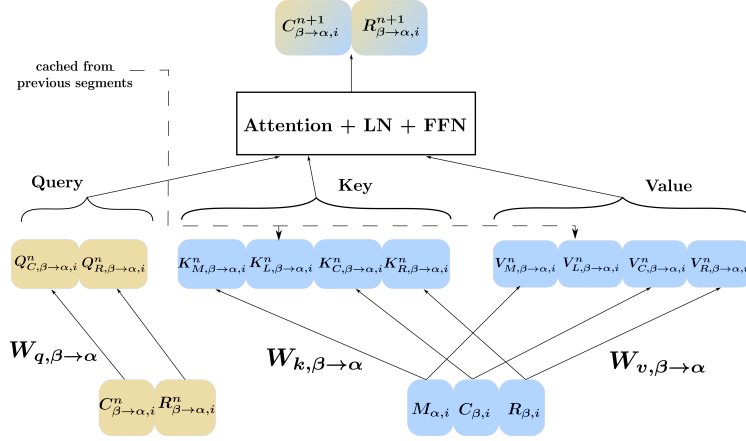 C^{n+1}_{β→α,i} R^{n+1}_{β→α,i}
cached from
previous segments
Attention + LN + FFN
Query
Key
Value
Q^n_{C,β→α,i} Q^n_{R,β→α,i} K^n_{M,β→α,i} K^n_{L,β→α,i} K^n_{C,β→α,i} K^n_{R,β→α,i} V^n_{M,β→α,i} V^n_{L,β→α,i} V^n_{C,β→α,i} V^n_{R,β→α,i}
W_{q,β→α}
W_{k,β→α}
W_{v,β→α}
C^n_{β→α,i} R^n_{β→α,i} M_{α,i} C_{β,i} R_{β,i}